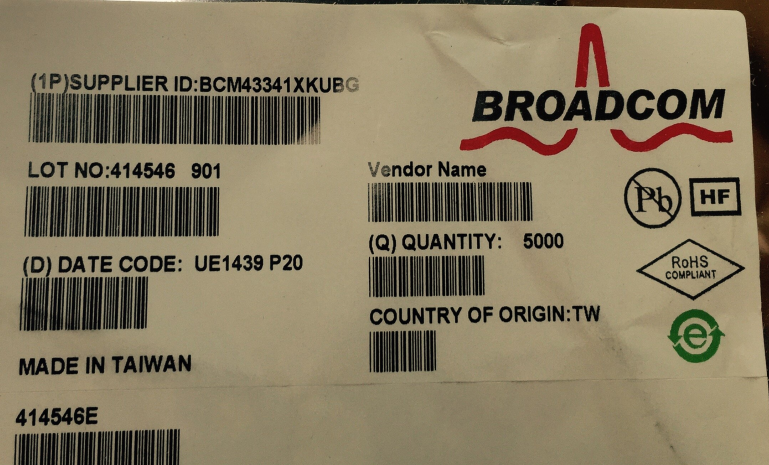 (1P)SUPPLIER ID:BCM43341XKUBG
BROADCOM
LOT NO:414546 901
Vendor Name
Pb
HF
(Q) QUANTITY: 5000
(D) DATE CODE: UE1439 P20
RoHS
COMPLIANT
COUNTRY OF ORIGIN:TW
e
MADE IN TAIWAN
414546E